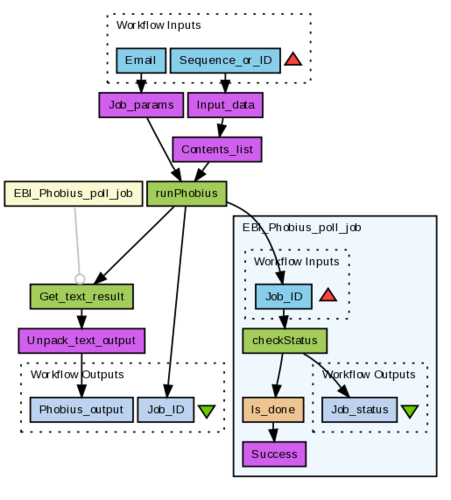 Workflow Inputs
Email
Sequence_or_ID
Job_params
Input_data
Contents_list
EBI_Phobius_poll_job
runPhobius
EBI_Phobius_poll_job
Workflow Inputs
Job_ID
Get_text_result
checkStatus
Unpack_text_output
Workflow Outputs
Workflow Outputs
Phobius_output
Job_ID
Is_done
Job_status
Success